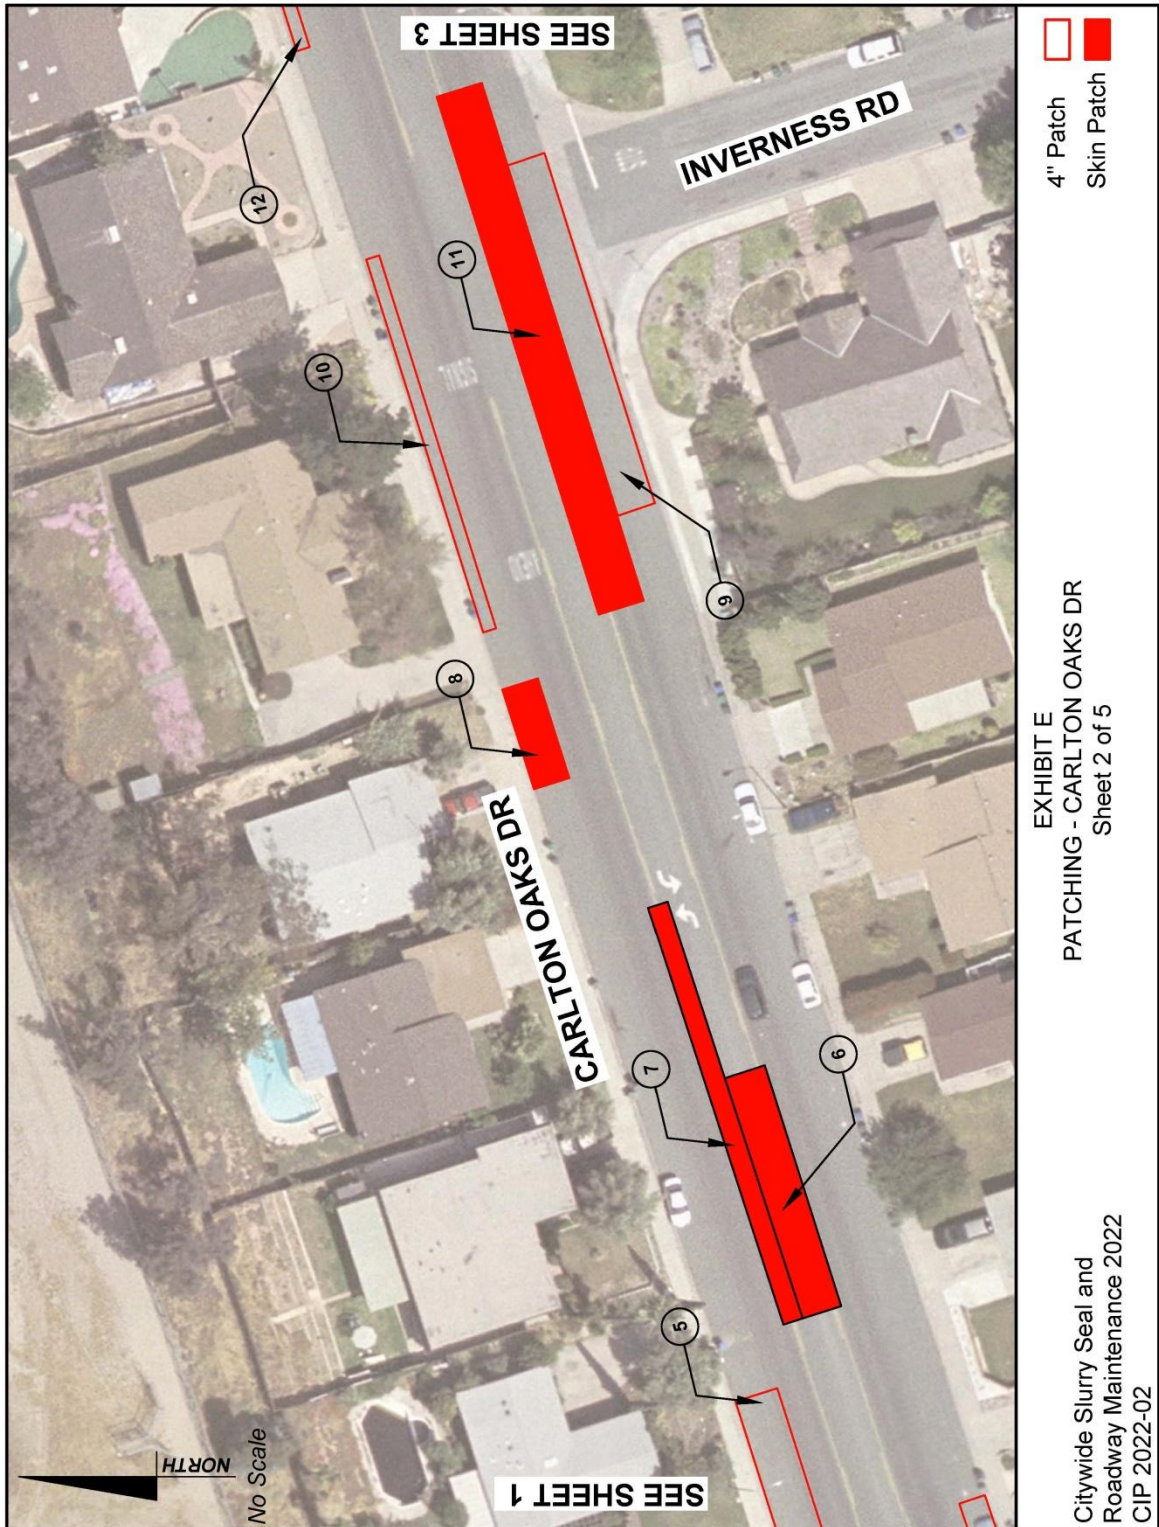 NORTH
No Scale
SEE SHEET 1
SEE SHEET 3
CARLTON OAKS DR
INVERNESS RD
5
6
7
8
9
10
11
12
Citywide Slurry Seal and
Roadway Maintenance 2022
CIP 2022-02
EXHIBIT E
PATCHING - CARLTON OAKS DR
Sheet 2 of 5
4" Patch
Skin Patch